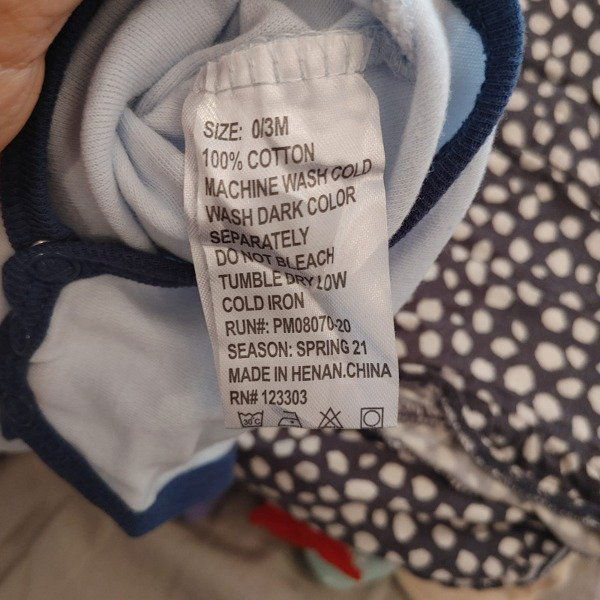 SIZE: 0/3M
100% COTTON
MACHINE WASH COLD
WASH DARK COLOR
SEPARATELY
DO NOT BLEACH
TUMBLE DRY LOW
COLD IRON
RUN#: PM08070-20
SEASON: SPRING 21
MADE IN HENAN.CHINA
RN# 123303
30°C